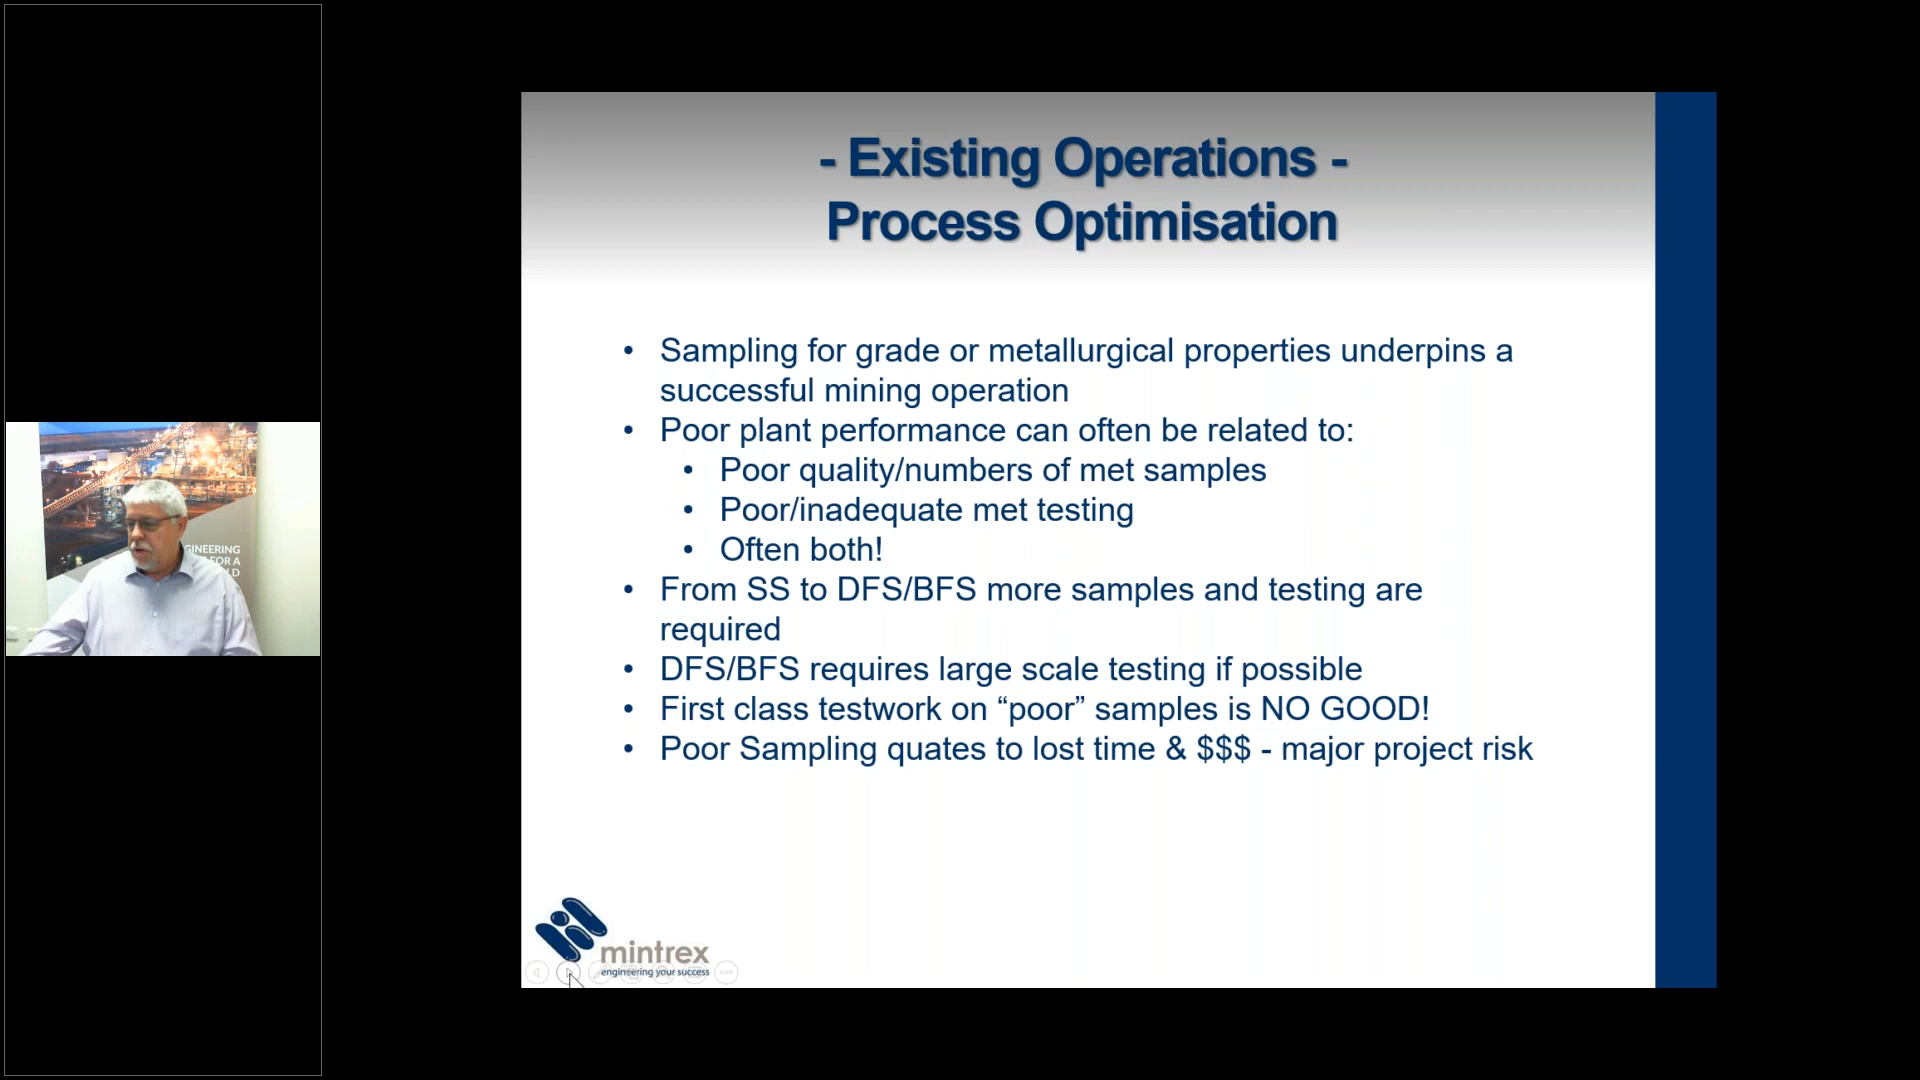 - Existing Operations -
Process Optimisation
• Sampling for grade or metallurgical properties underpins a
successful mining operation
• Poor plant performance can often be related to:
• Poor quality/numbers of met samples
• Poor/inadequate met testing
• Often both!
• From SS to DFS/BFS more samples and testing are
required
• DFS/BFS requires large scale testing if possible
• First class testwork on “poor” samples is NO GOOD!
• Poor Sampling quates to lost time & $$$ - major project risk
mintrex
engineering your success
GINEERING
FOR A
LD